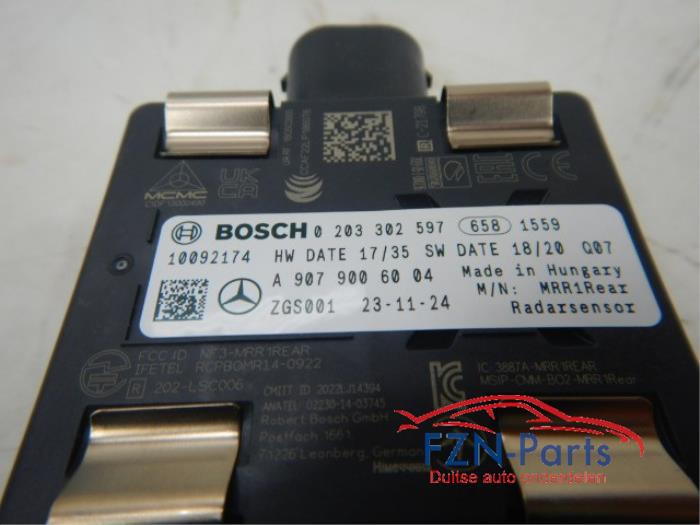 MCMC
CIDF15000490
BOSCH 0 203 302 597 658 1559
10092174 HW DATE 17/35 SW DATE 18/20 Q07
A 907 900 60 04 Made in Hungary
ZGS001 23-11-24 M/N: MRR1Rear
Radarsensor
FCC ID NF3-MRR1REAR
IFETEL RCPBOMR14-0922
R 202-LSC006
CMIIT ID 2022LJ14394
ANATEL 02230-14-03745
Robert Bosch GmbH
Postfach 1661
71226 Leonberg, Germany
IC-3887A-MRR1REAR
MSIP-CMM-BO2-MRR1Rear
FZN-Parts
Duitse auto onderdelen